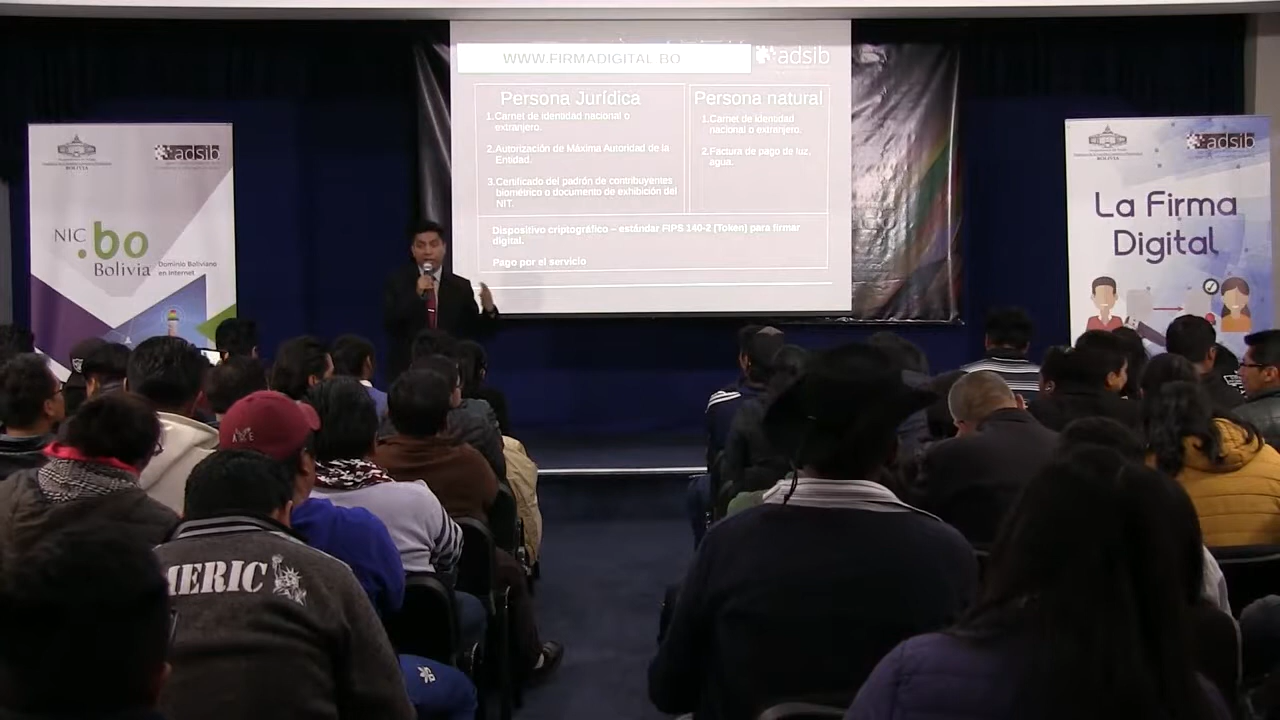 WWW.FIRMADIGITAL.BO
adsib
Persona Jurídica
1.Carnet de identidad nacional o
extranjero.
2.Autorización de Máxima Autoridad de la
Entidad.
3.Certificado del padrón de contribuyentes
biométrico o documento de exhibición del
NIT.
Persona natural
1.Carnet de identidad
nacional o extranjero.
2.Factura de pago de luz,
agua.
Dispositivo criptográfico – estándar FIPS 140-2 (Token) para firmar
digital.
Pago por el servicio
BOLIVIA
adsib
NIC
.bo
Bolivia
Dominio Boliviano
en Internet
BOLIVIA
adsib
La Firma
Digital
MERIC